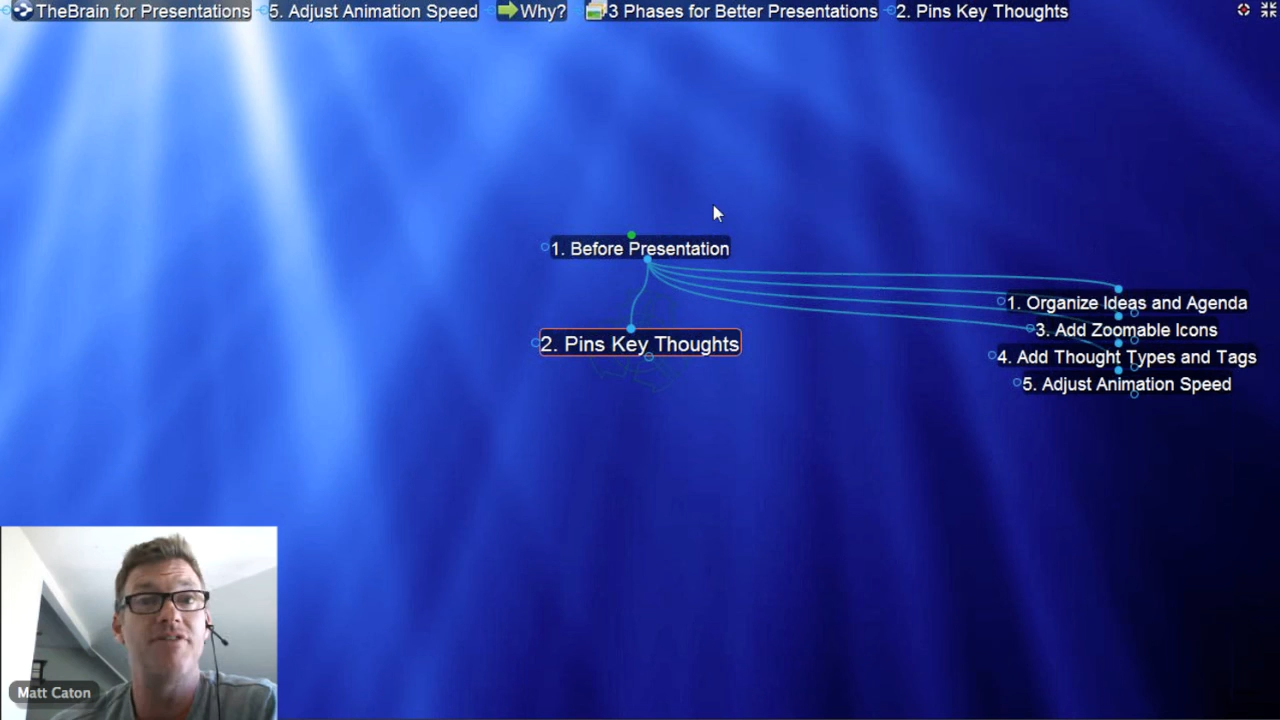 TheBrain for Presentations 5. Adjust Animation Speed Why? 3 Phases for Better Presentations 2. Pins Key Thoughts
1. Before Presentation
2. Pins Key Thoughts
1. Organize Ideas and Agenda
3. Add Zoomable Icons
4. Add Thought Types and Tags
5. Adjust Animation Speed
Matt Caton